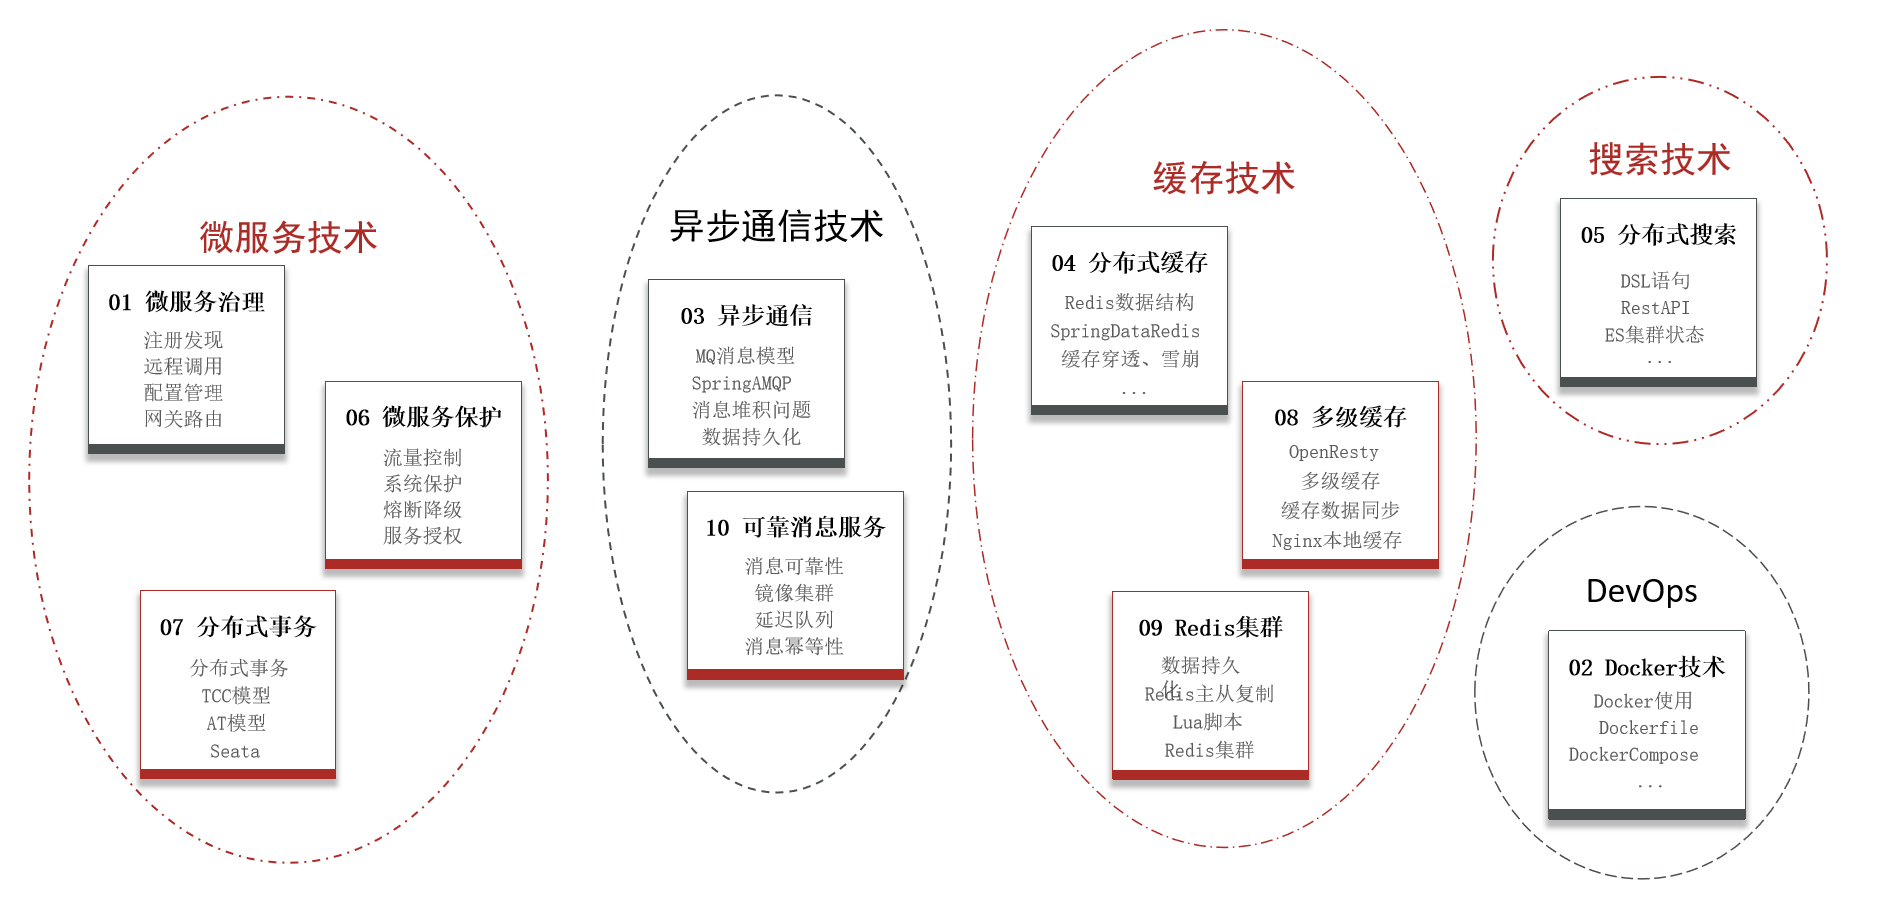 微服务技术
01 微服务治理
注册发现
远程调用
配置管理
网关路由
06 微服务保护
流量控制
系统保护
熔断降级
服务授权
07 分布式事务
分布式事务
TCC模型
AT模型
Seata
异步通信技术
03 异步通信
MQ消息模型
SpringAMQP
消息堆积问题
数据持久化
10 可靠消息服务
消息可靠性
镜像集群
延迟队列
消息幂等性
缓存技术
04 分布式缓存
Redis数据结构
SpringDataRedis
缓存穿透、雪崩
...
08 多级缓存
OpenResty
多级缓存
缓存数据同步
Nginx本地缓存
09 Redis集群
数据持久
化
Redis主从复制
Lua脚本
Redis集群
搜索技术
05 分布式搜索
DSL语句
RestAPI
ES集群状态
...
DevOps
02 Docker技术
Docker使用
Dockerfile
DockerCompose
...